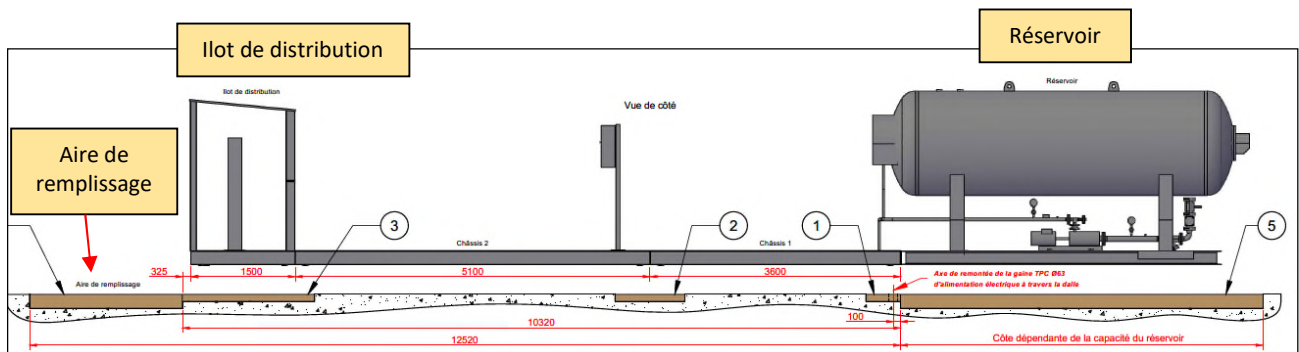 Ilot de distribution
Réservoir
Ilot de distribution
Vue de côté
Réservoir
Aire de
remplissage
3
Châssis 2
2
Châssis 1
1
5
325
Aire de remplissage
1500
5100
3600
Axe de remontée de la gaîne TPC Ø63
d'alimentation électrique à travers la dalle
10320
100
12520
Côte dépendante de la capacité du réservoir